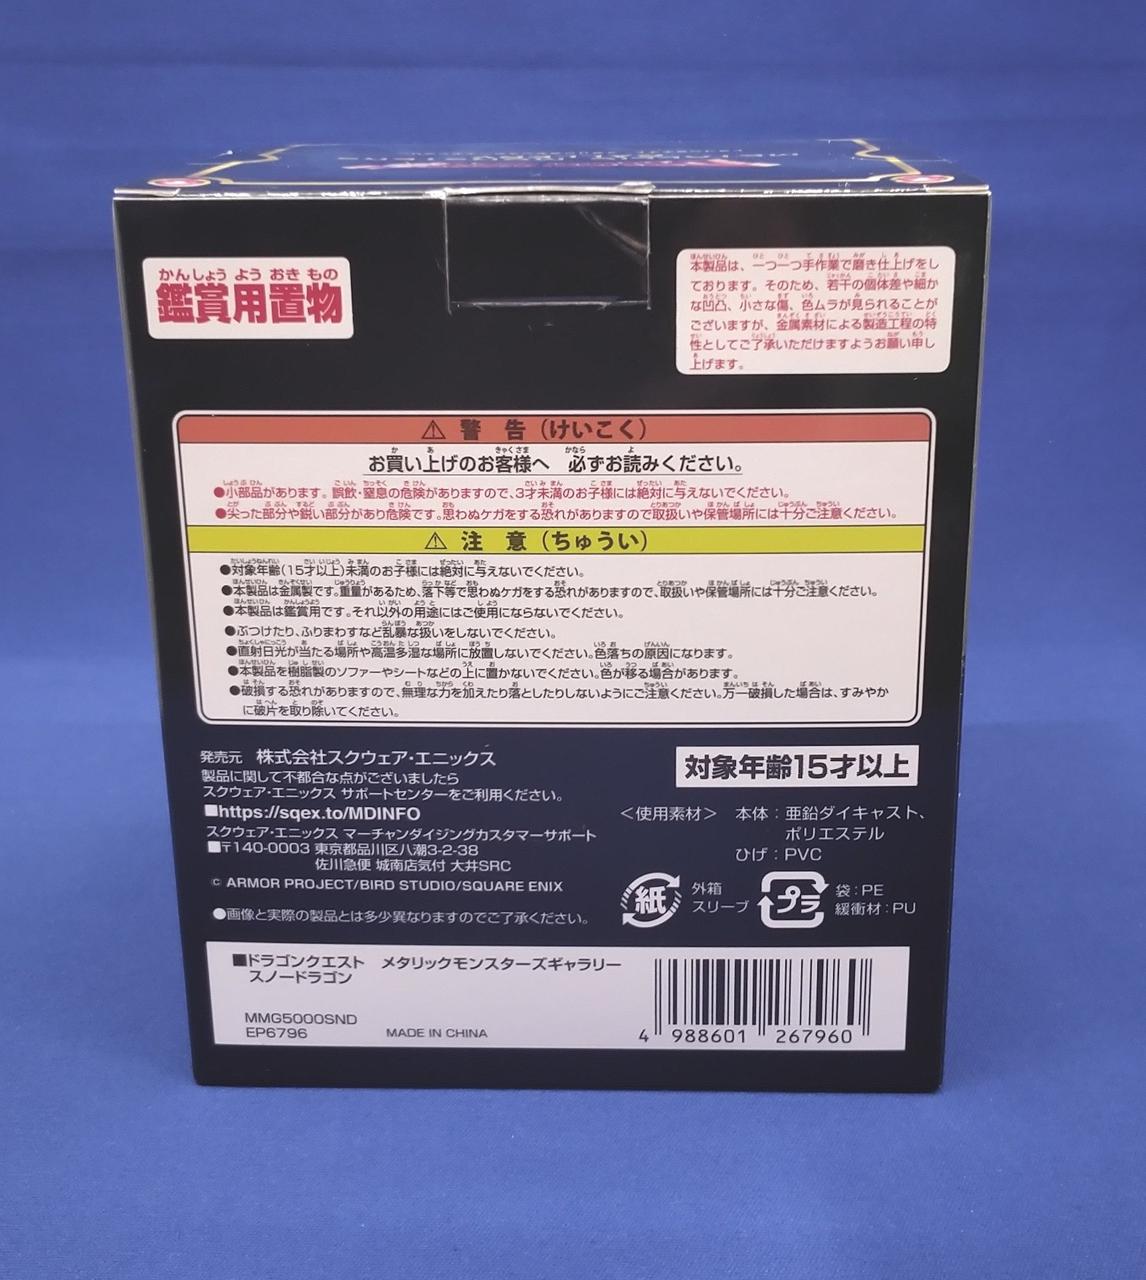 かんしょう よう おき もの
鑑賞用置物
本製品は、一つ一つ手作業で磨き仕上げをし
ております。そのため、若干の個体差や細か
な凹凸、小さな傷、色ムラが見られることが
ございますが、金属素材による製造工程の特
性としてご了承いただけますようお願い申し
上げます。
⚠ 警 告(けいこく)
お買い上げのお客様へ 必ずお読みください。
●小部品があります。誤飲・窒息の危険がありますので、3才未満のお子様には絶対に与えないでください。
●尖った部分や鋭い部分があり危険です。思わぬケガをする恐れがありますので取扱いや保管場所には十分ご注意ください。
⚠ 注 意(ちゅうい)
●対象年齢(15才以上)未満のお子様には絶対に与えないでください。
●本製品は金属製です。重量があるため、落下等で思わぬケガをする恐れがありますので、取扱いや保管場所には十分ご注意ください。
●本製品は鑑賞用です。それ以外の用途にはご使用にならないでください。
●ぶつけたり、ふりまわすなど乱暴な扱いをしないでください。
●直射日光が当たる場所や高温多湿な場所に放置しないでください。色落ちの原因になります。
●本製品を樹脂製のソファーやシートなどの上に置かないでください。色が移る場合があります。
●破損する恐れがありますので、無理な力を加えたり落としたりしないようにご注意ください。万一破損した場合は、すみやか
に破片を取り除いてください。
発売元 株式会社スクウェア・エニックス
製品に関して不都合な点がございましたら
スクウェア・エニックス サポートセンターをご利用ください。
■https://sqex.to/MDINFO
スクウェア・エニックス マーチャンダイジングカスタマーサポート
■〒140-0003 東京都品川区八潮3-2-38
佐川急便 城南店気付 大井SRC
© ARMOR PROJECT/BIRD STUDIO/SQUARE ENIX
●画像と実際の製品とは多少異なりますのでご了承ください。
対象年齢15才以上
＜使用素材＞ 本体：亜鉛ダイキャスト、
ポリエステル
ひげ：PVC
紙
外箱
スリーブ
プラ
袋：PE
緩衝材：PU
■ドラゴンクエスト メタリックモンスターズギャラリー
スノードラゴン
MMG5000SND
EP6796
MADE IN CHINA
4 988601 267960